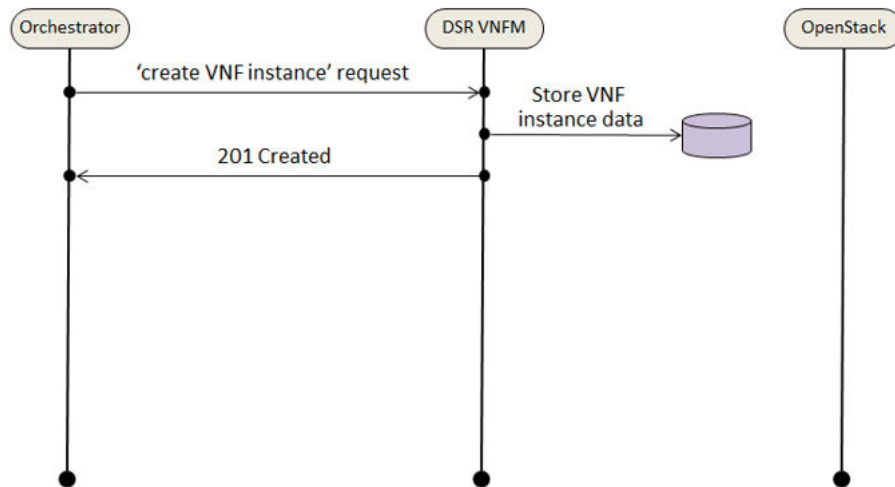 Orchestrator
DSR VNFM
OpenStack
‘create VNF instance’ request
Store VNF
instance data
201 Created